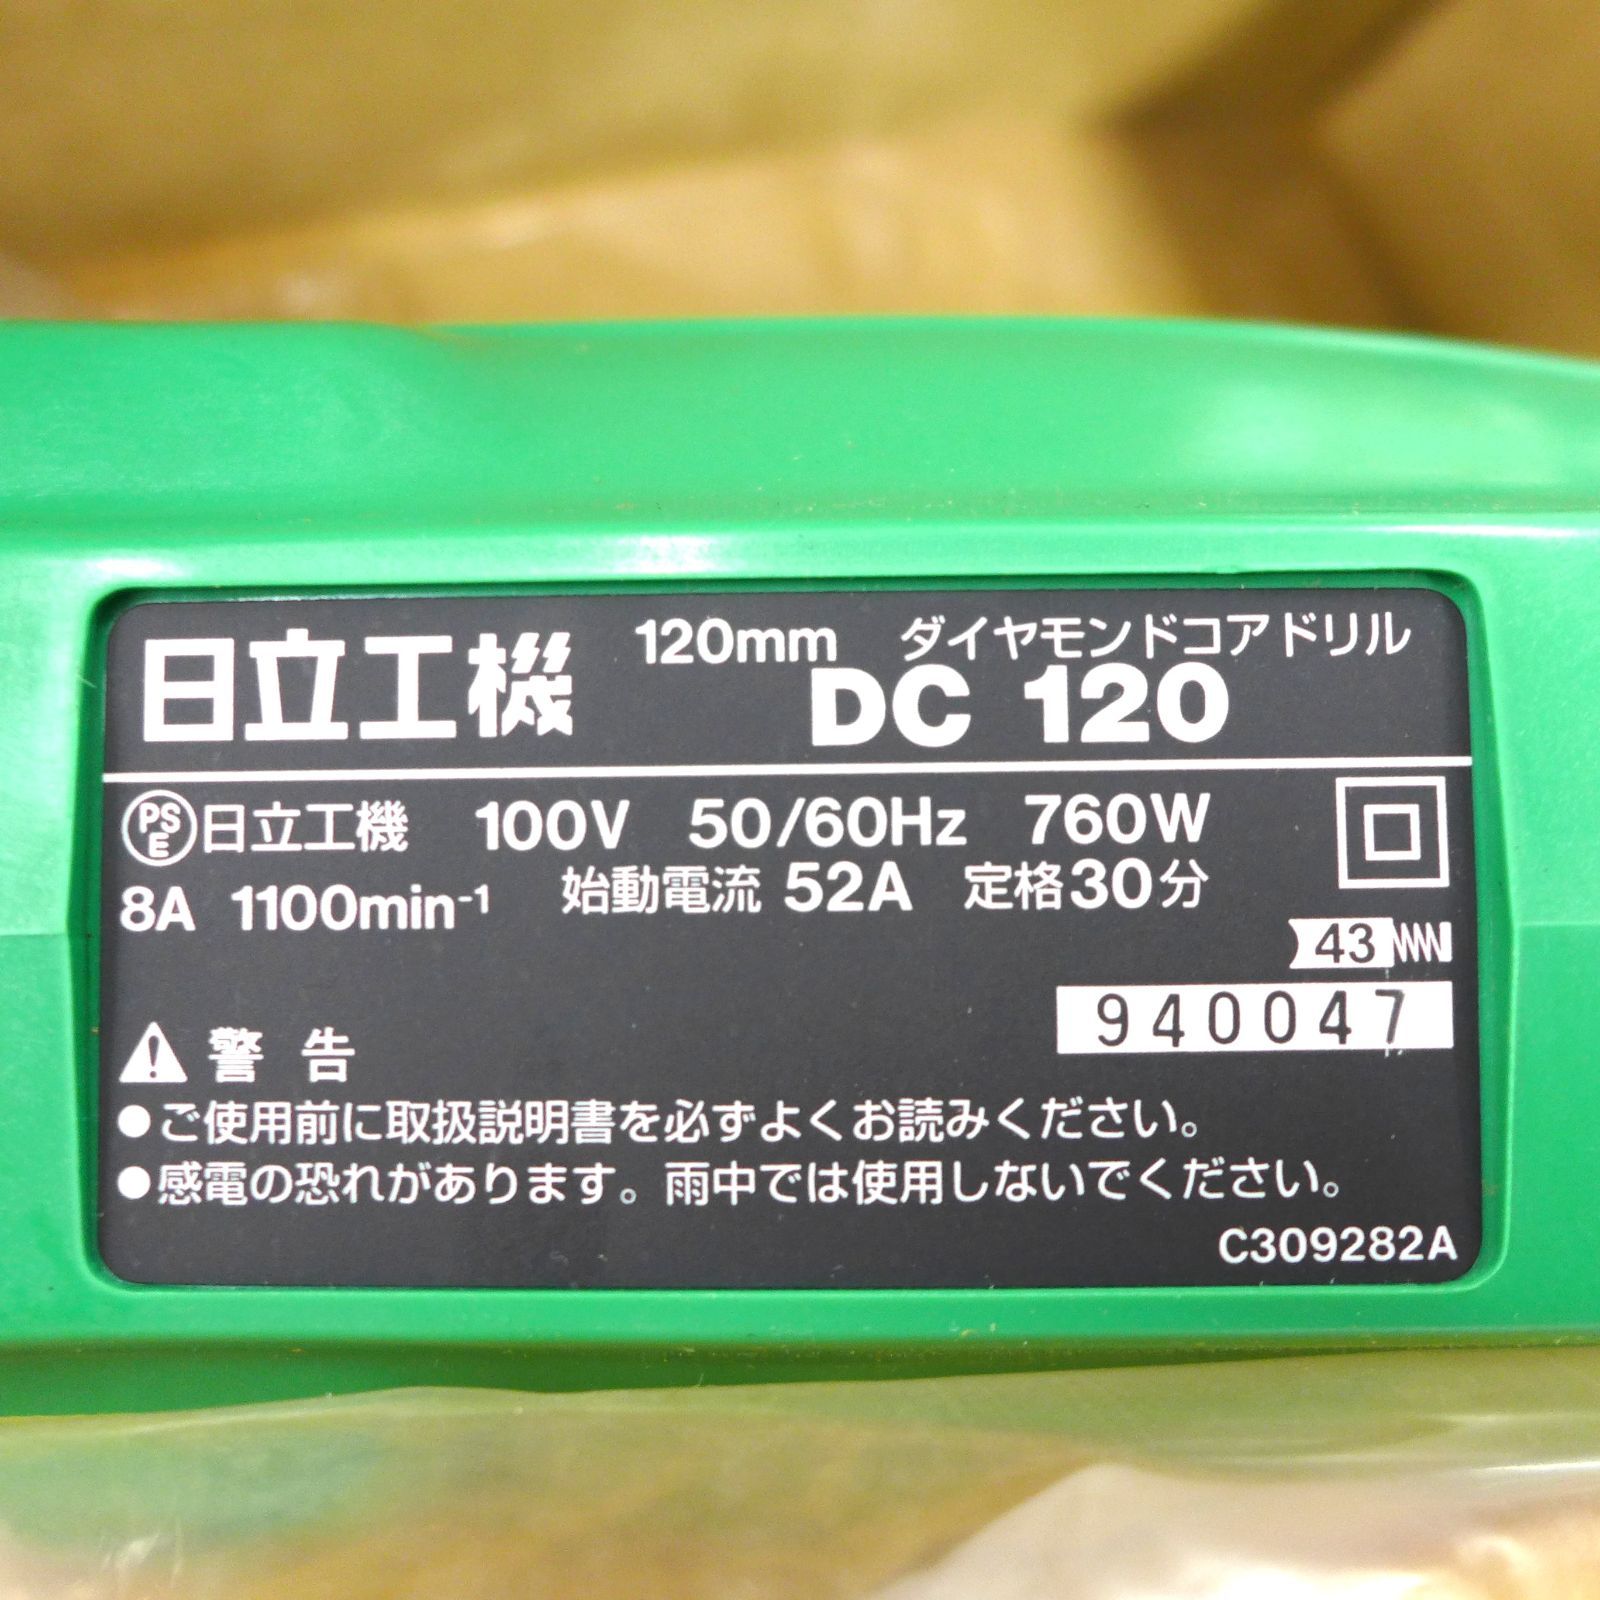 日立工機 120mm ダイヤモンドコアドリル
DC 120
PSE 日立工機 100V 50/60Hz 760W
8A 1100min⁻¹ 始動電流 52A 定格30分
43
940047
警告
●ご使用前に取扱説明書を必ずよくお読みください。
●感電の恐れがあります。雨中では使用しないでください。
C309282A